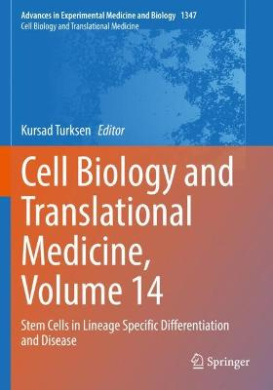 Advances in Experimental Medicine and Biology 1347
Cell Biology and Translational Medicine
Kursad Turksen Editor
Cell Biology and
Translational
Medicine,
Volume 14
Stem Cells in Lineage Specific Differentiation
and Disease
Springer